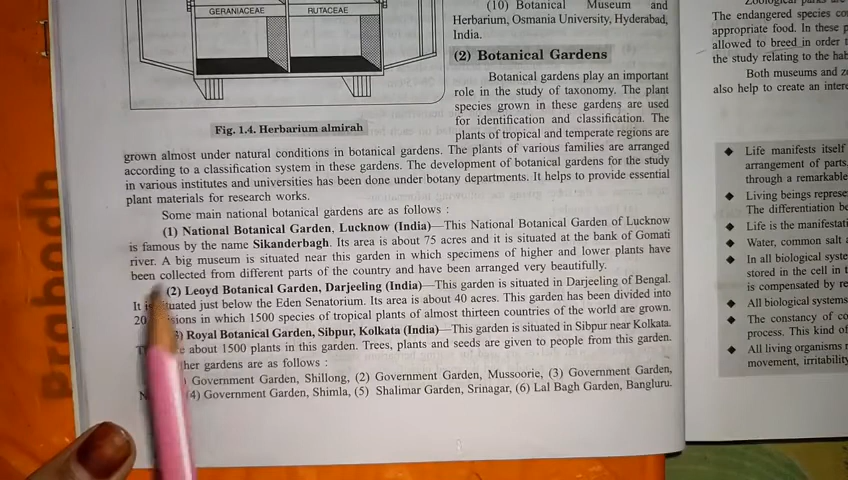 GERANIACEAE
RUTACEAE
Fig. 1.4. Herbarium almirah
(10) Botanical Museum and
Herbarium, Osmania University, Hyderabad,
India.
(2) Botanical Gardens
Botanical gardens play an important
role in the study of taxonomy. The plant
species grown in these gardens are used
for identification and classification. The
plants of tropical and temperate regions are
grown almost under natural conditions in botanical gardens. The plants of various families are arranged
according to a classification system in these gardens. The development of botanical gardens for the study
in various institutes and universities has been done under botany departments. It helps to provide essential
plant materials for research works.
Some main national botanical gardens are as follows :
(1) National Botanical Garden, Lucknow (India)—This National Botanical Garden of Lucknow
is famous by the name Sikanderbagh. Its area is about 75 acres and it is situated at the bank of Gomati
river. A big museum is situated near this garden in which specimens of higher and lower plants have
been collected from different parts of the country and have been arranged very beautifully.
(2) Leoyd Botanical Garden, Darjeeling (India)—This garden is situated in Darjeeling of Bengal.
It is situated just below the Eden Senatorium. Its area is about 40 acres. This garden has been divided into
20 in which 1500 species of tropical plants of almost thirteen countries of the world are grown.
Royal Botanical Garden, Sibpur, Kolkata (India)—This garden is situated in Sibpur near Kolkata.
about 1500 plants in this garden. Trees, plants and seeds are given to people from this garden.
gardens are as follows :
Government Garden, Shillong, (2) Government Garden, Mussoorie, (3) Government Garden,
(4) Government Garden, Shimla, (5) Shalimar Garden, Srinagar, (6) Lal Bagh Garden, Bangluru.
The endangered species
appropriate food. In these
allowed to breed in order
the study relating to the
Both museums and
also help to create an
Life manifests itself
arrangement of parts,
through a remarkable
Living beings
The differentiation
Life is the
Water, common salt
In all biological
stored in the cell in
is compensated by
All biological systems
The constancy of
process. This kind of
All living organisms
movement, irritability
Prabodh